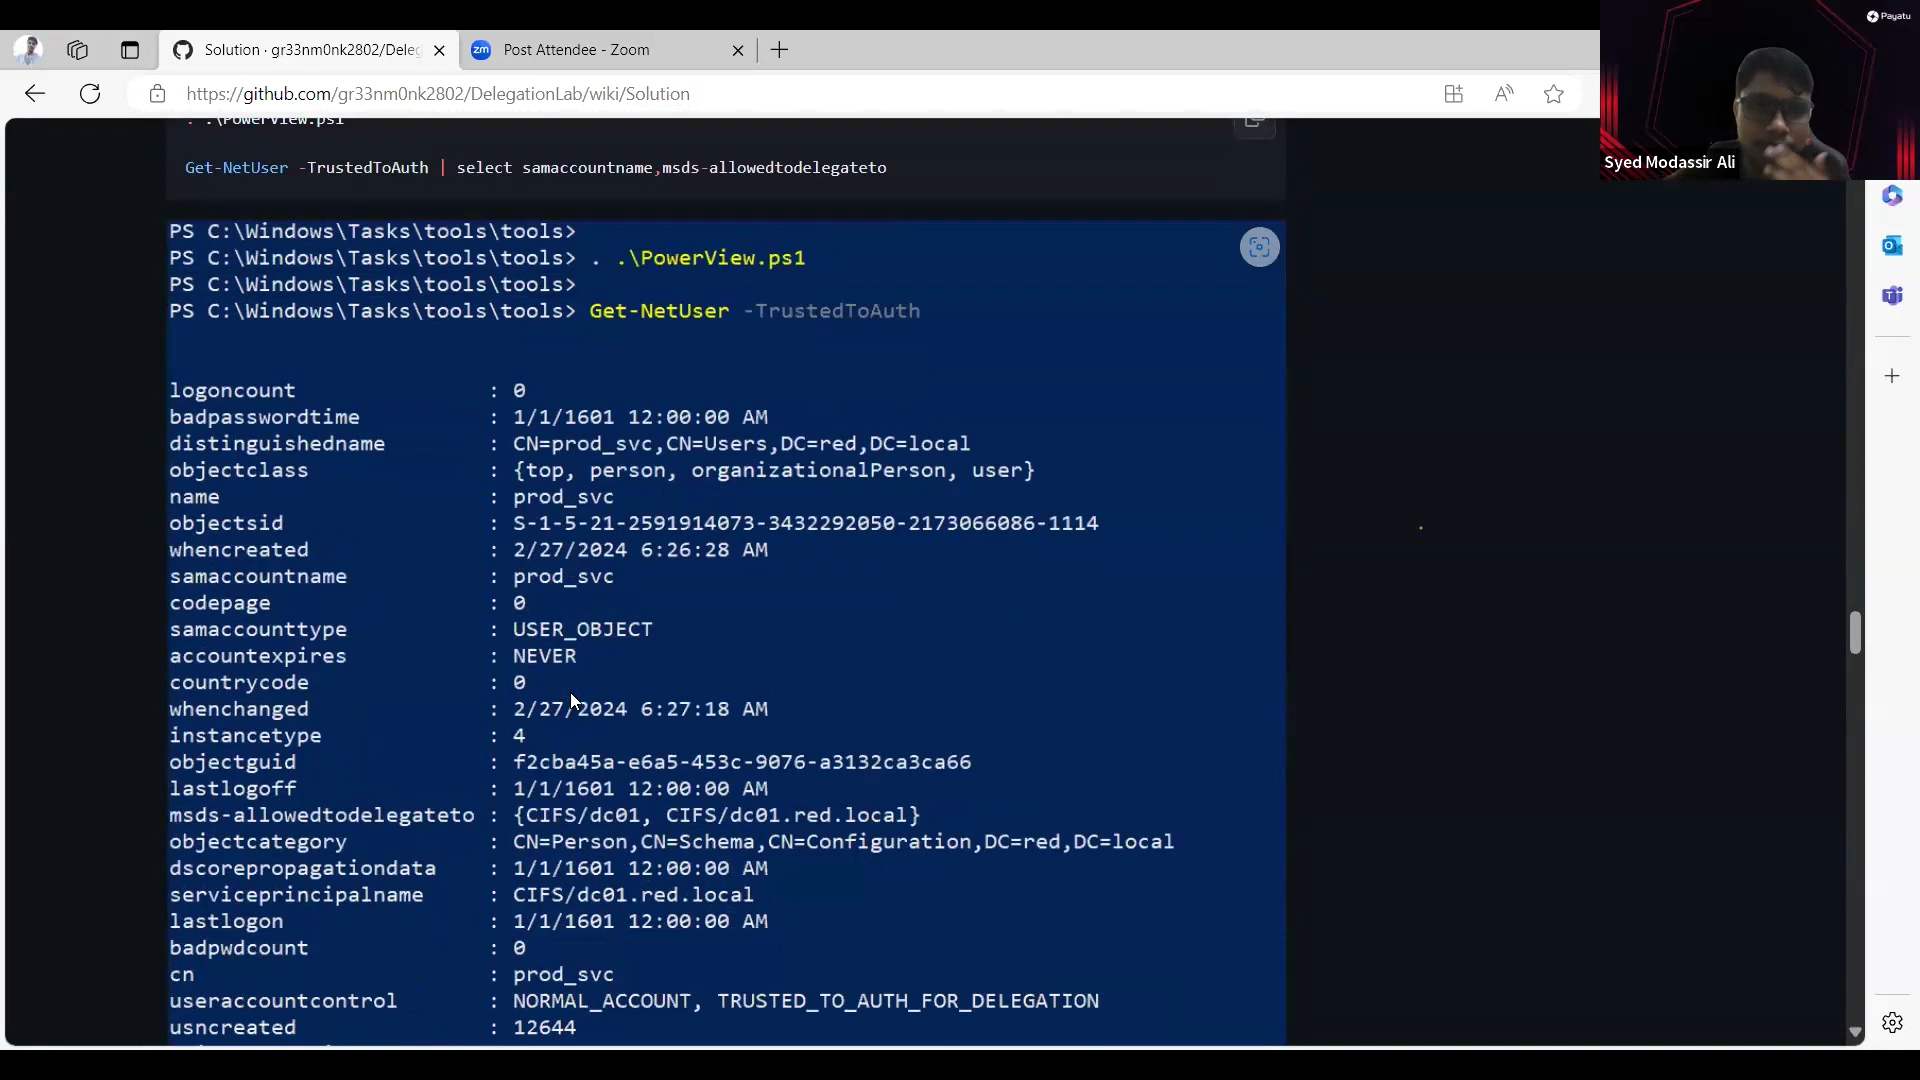 Payatu
Solution · gr33nm0nk2802/Deleg
Post Attendee - Zoom
zm
https://github.com/gr33nm0nk2802/DelegationLab/wiki/Solution
Syed Modassir Ali
. .\PowerView.ps1
Get-NetUser -TrustedToAuth | select samaccountname,msds-allowedtodelegateto
PS C:\Windows\Tasks\tools\tools>
PS C:\Windows\Tasks\tools\tools> . .\PowerView.ps1
PS C:\Windows\Tasks\tools\tools>
PS C:\Windows\Tasks\tools\tools> Get-NetUser -TrustedToAuth
logoncount : 0
badpasswordtime : 1/1/1601 12:00:00 AM
distinguishedname : CN=prod_svc,CN=Users,DC=red,DC=local
objectclass : {top, person, organizationalPerson, user}
name : prod_svc
objectsid : S-1-5-21-2591914073-3432292050-2173066086-1114
whencreated : 2/27/2024 6:26:28 AM
samaccountname : prod_svc
codepage : 0
samaccounttype : USER_OBJECT
accountexpires : NEVER
countrycode : 0
whenchanged : 2/27/2024 6:27:18 AM
instancetype : 4
objectguid : f2cba45a-e6a5-453c-9076-a3132ca3ca66
lastlogoff : 1/1/1601 12:00:00 AM
msds-allowedtodelegateto : {CIFS/dc01, CIFS/dc01.red.local}
objectcategory : CN=Person,CN=Schema,CN=Configuration,DC=red,DC=local
dscorepropagationdata : 1/1/1601 12:00:00 AM
serviceprincipalname : CIFS/dc01.red.local
lastlogon : 1/1/1601 12:00:00 AM
badpwdcount : 0
cn : prod_svc
useraccountcontrol : NORMAL_ACCOUNT, TRUSTED_TO_AUTH_FOR_DELEGATION
usncreated : 12644